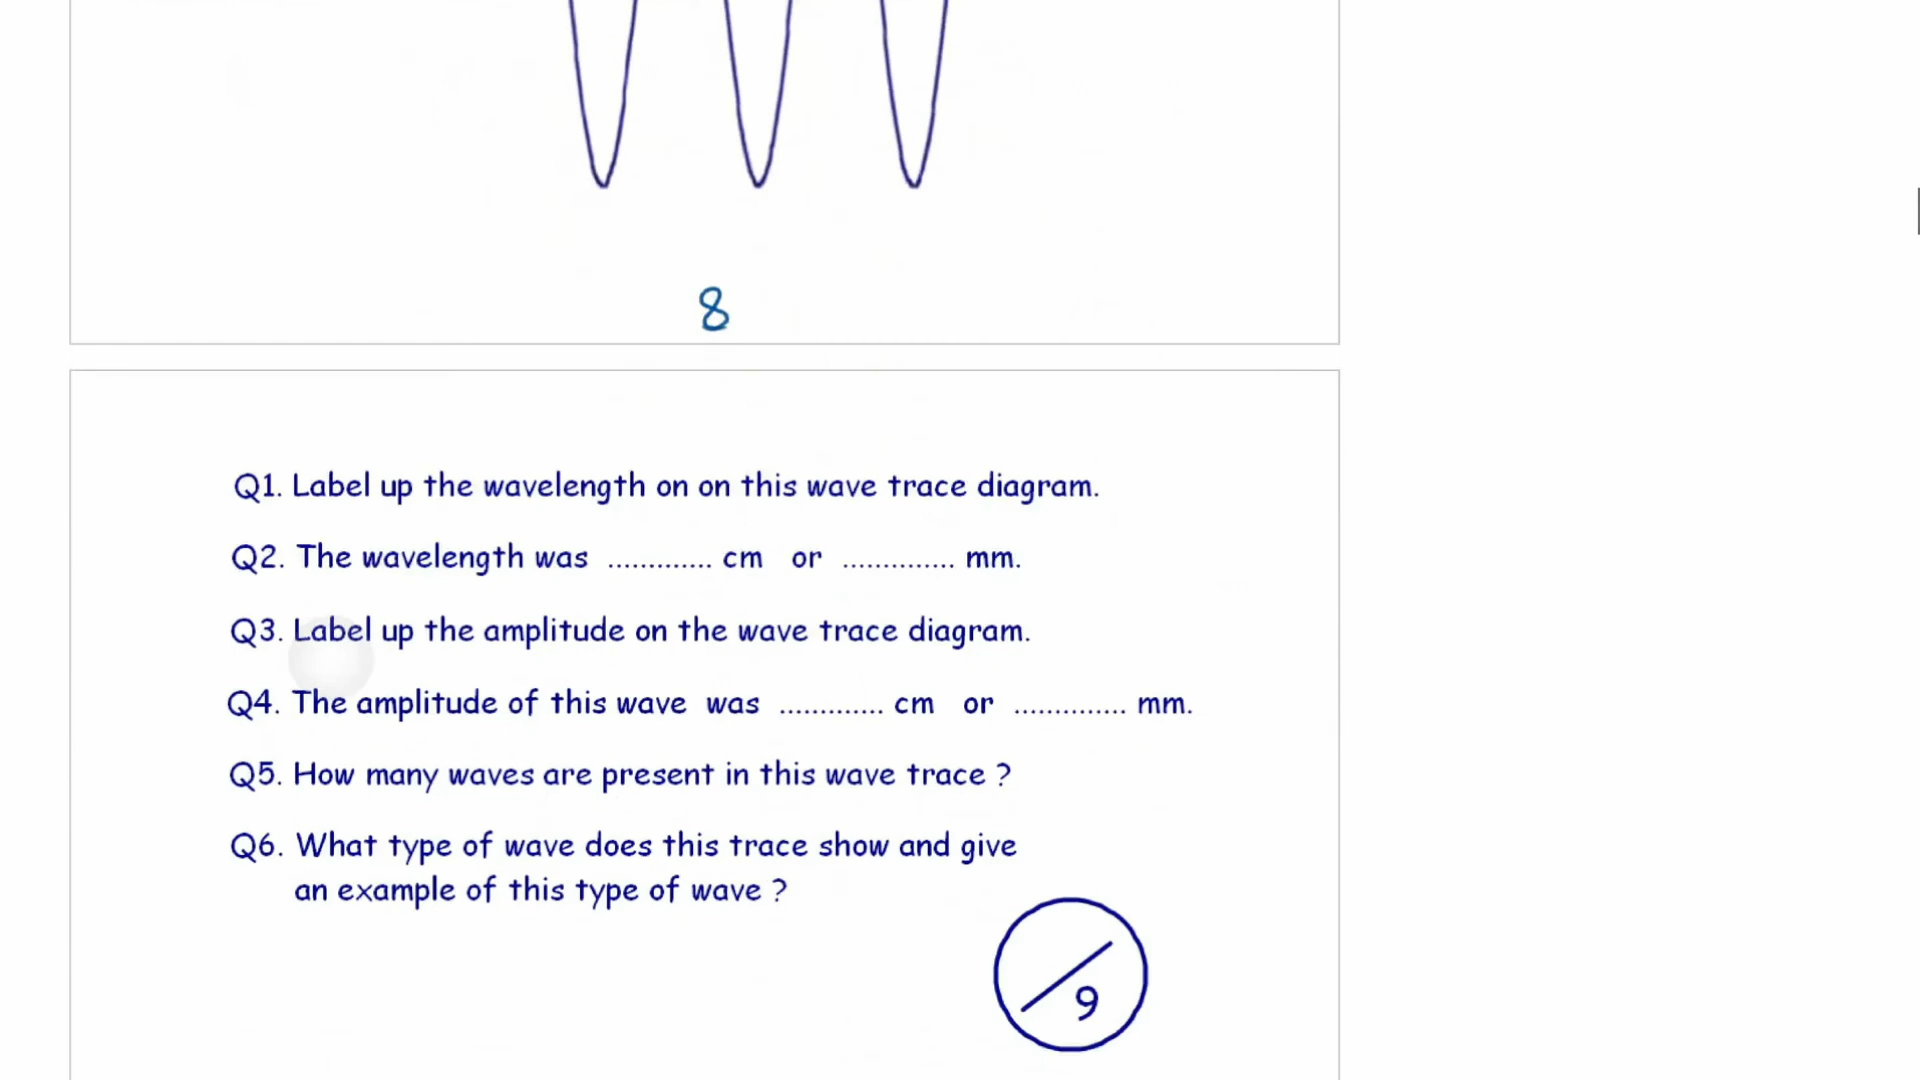 8
Q1. Label up the wavelength on on this wave trace diagram.
Q2. The wavelength was ............. cm or .............. mm.
Q3. Label up the amplitude on the wave trace diagram.
Q4. The amplitude of this wave was ............. cm or .............. mm.
Q5. How many waves are present in this wave trace ?
Q6. What type of wave does this trace show and give
an example of this type of wave ?
/9